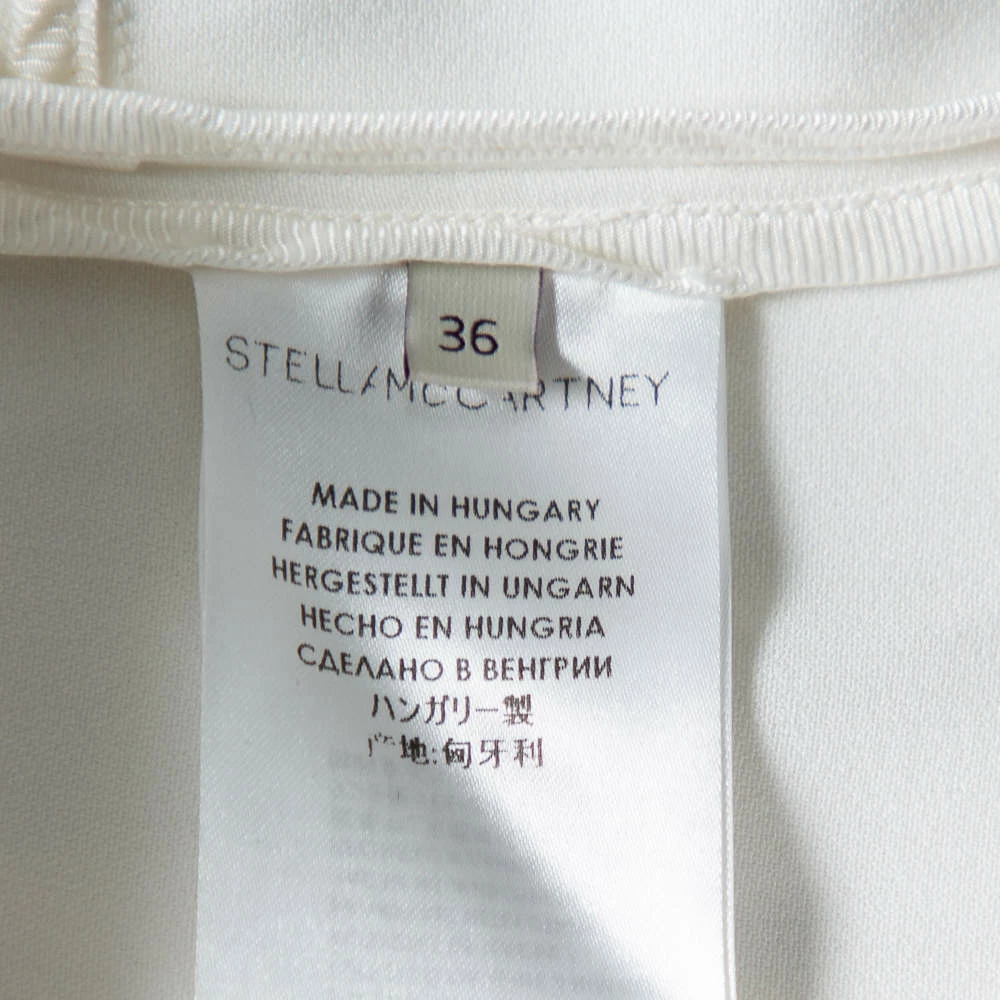 36
STELLA McCARTNEY
MADE IN HUNGARY
FABRIQUE EN HONGRIE
HERGESTELLT IN UNGARN
HECHO EN HUNGRIA
СДЕЛАНО В ВЕНГРИИ
ハンガリー製
产地:匈牙利